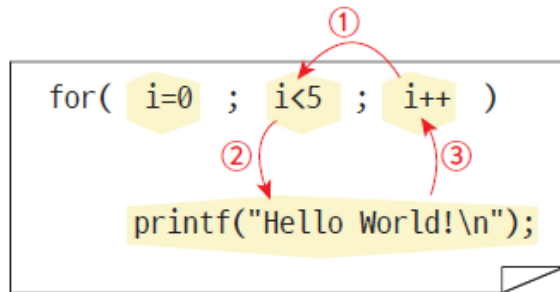 ①
for( i=0 ; i<5 ; i++ )
② ③
printf("Hello World!\n");